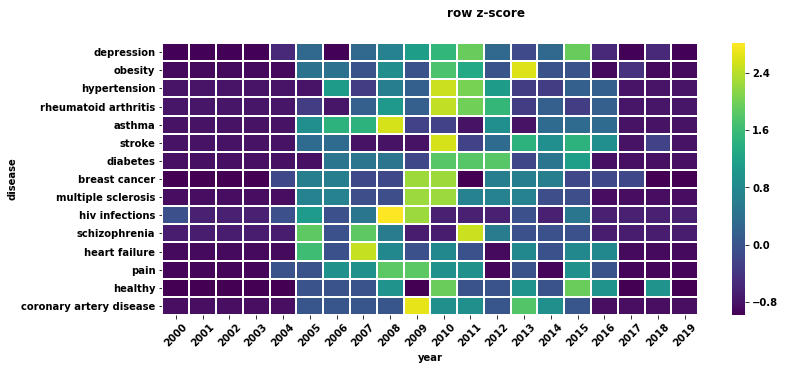 row z-score
depression
obesity
hypertension
rheumatoid arthritis
asthma
stroke
diabetes
breast cancer
multiple sclerosis
hiv infections
schizophrenia
heart failure
pain
healthy
coronary artery disease
disease
2000 2001 2002 2003 2004 2005 2006 2007 2008 2009 2010 2011 2012 2013 2014 2015 2016 2017 2018 2019
year
2.4
1.6
0.8
0.0
−0.8